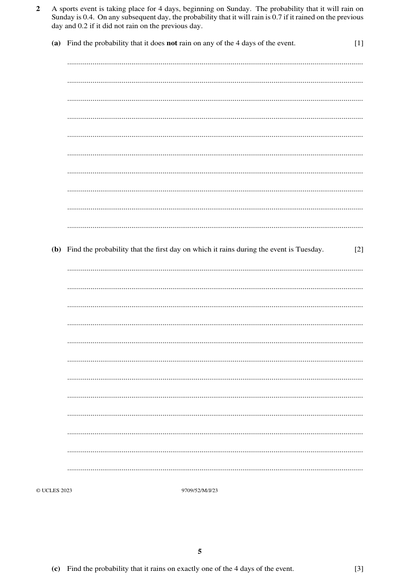 2 A sports event is taking place for 4 days, beginning on Sunday. The probability that it will rain on
Sunday is 0.4. On any subsequent day, the probability that it will rain is 0.7 if it rained on the previous
day and 0.2 if it did not rain on the previous day.
(a) Find the probability that it does not rain on any of the 4 days of the event. [1]
(b) Find the probability that the first day on which it rains during the event is Tuesday. [2]
© UCLES 2023 9709/52/M/J/23
5
(c) Find the probability that it rains on exactly one of the 4 days of the event. [3]